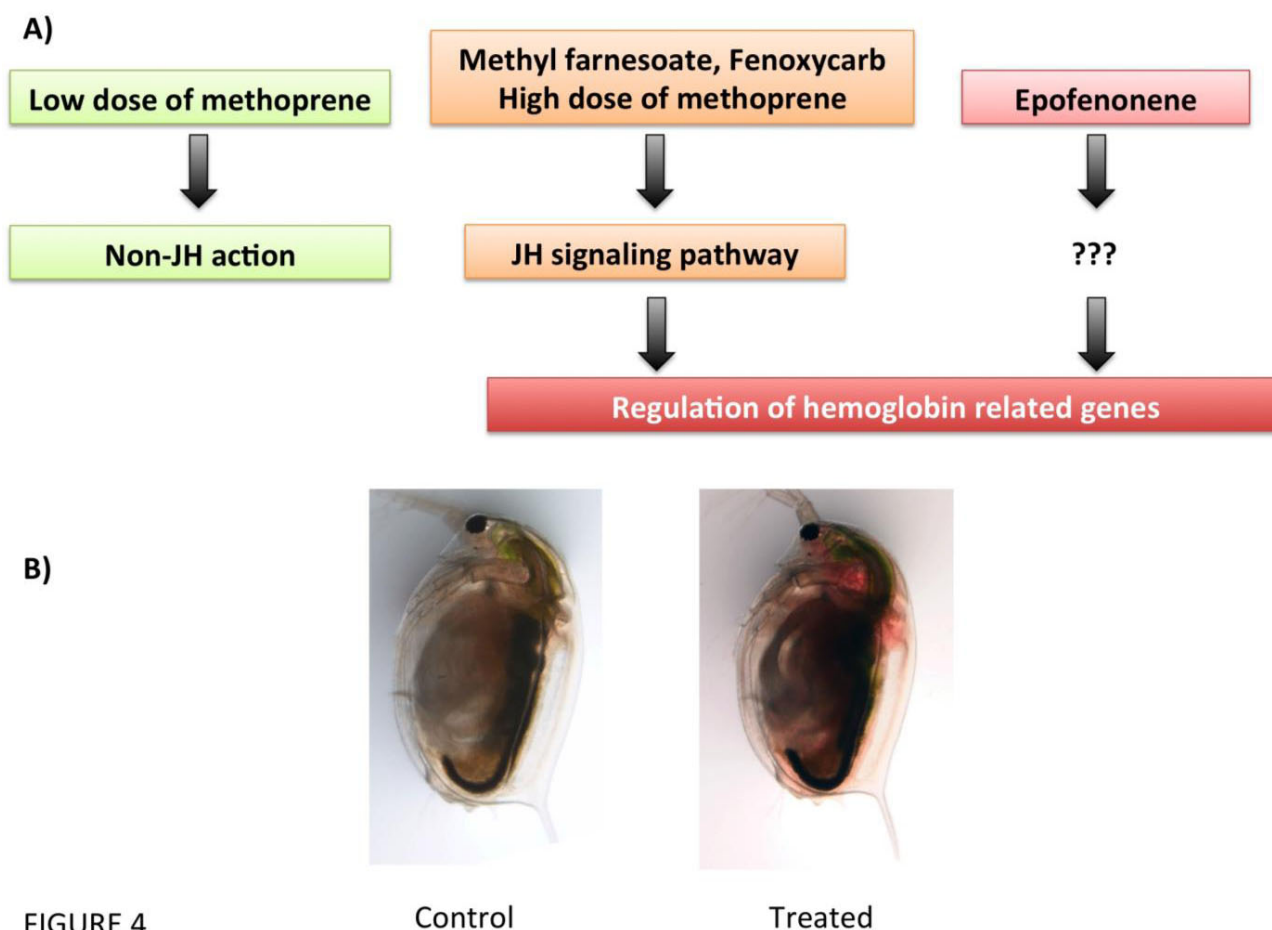 A)
Low dose of methoprene
Methyl farnesoate, Fenoxycarb
High dose of methoprene
Epofenonene
Non-JH action
JH signaling pathway
???
Regulation of hemoglobin related genes
B)
FIGURE 4
Control
Treated